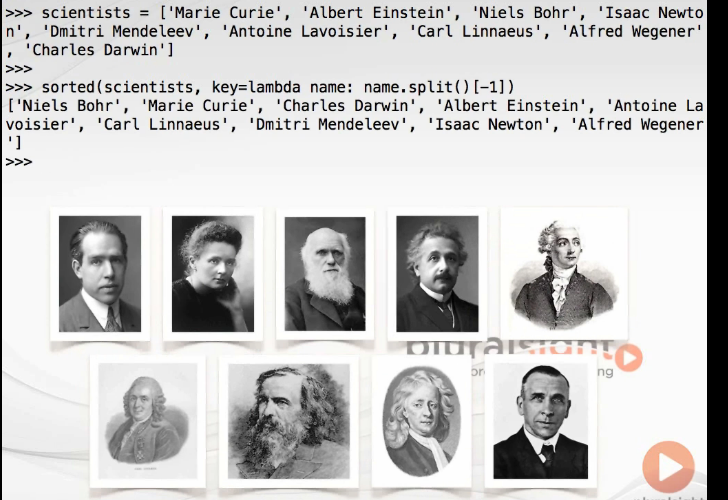 >>> scientists = ['Marie Curie', 'Albert Einstein', 'Niels Bohr', 'Isaac Newto
n', 'Dmitri Mendeleev', 'Antoine Lavoisier', 'Carl Linnaeus', 'Alfred Wegener'
, 'Charles Darwin']
>>>
>>> sorted(scientists, key=lambda name: name.split()[-1])
['Niels Bohr', 'Marie Curie', 'Charles Darwin', 'Albert Einstein', 'Antoine La
voisier', 'Carl Linnaeus', 'Dmitri Mendeleev', 'Isaac Newton', 'Alfred Wegener
']
>>>
pluralsight